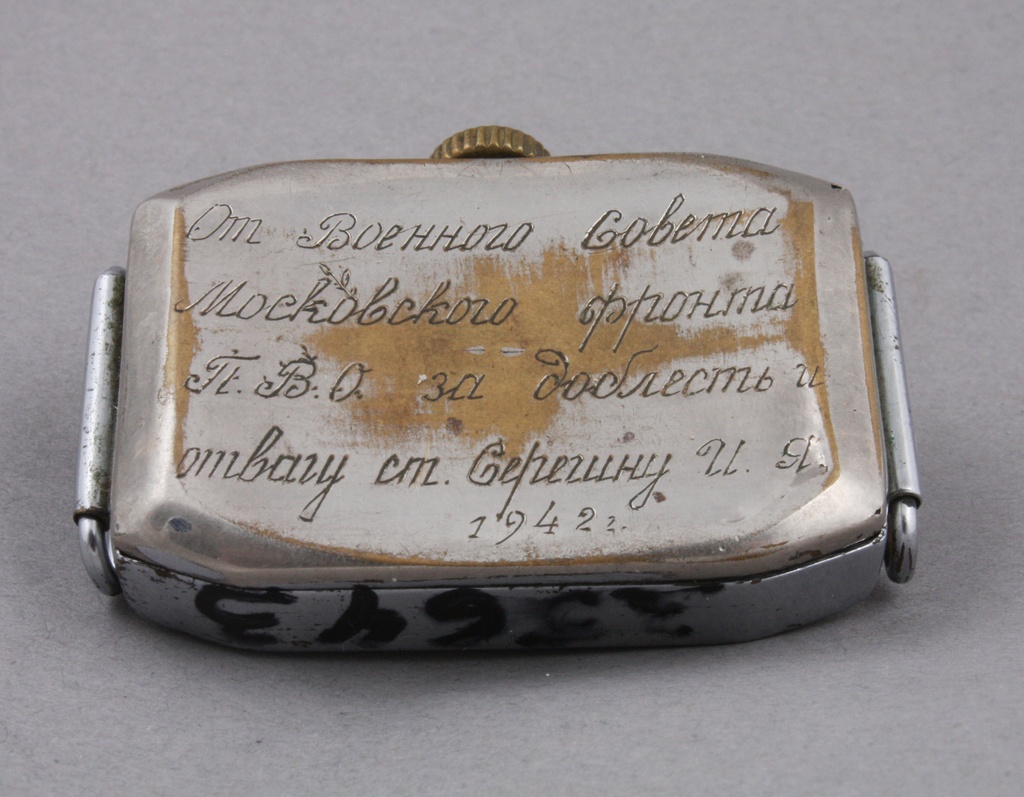 От Военного Совета
Московского фронта
П.В.О. за доблесть и
отвагу ст. Серегину И. Я.
1942г.